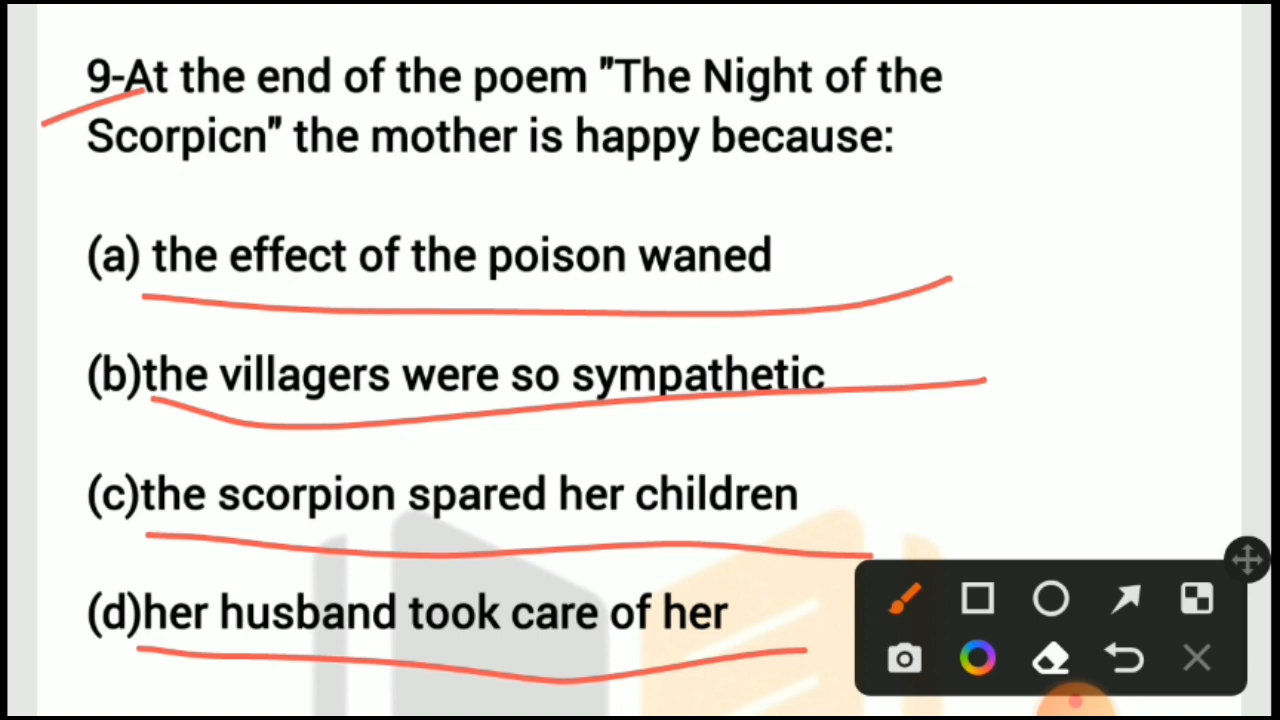 9-At the end of the poem "The Night of the
Scorpicn" the mother is happy because:
(a) the effect of the poison waned
(b)the villagers were so sympathetic
(c)the scorpion spared her children
(d)her husband took care of her